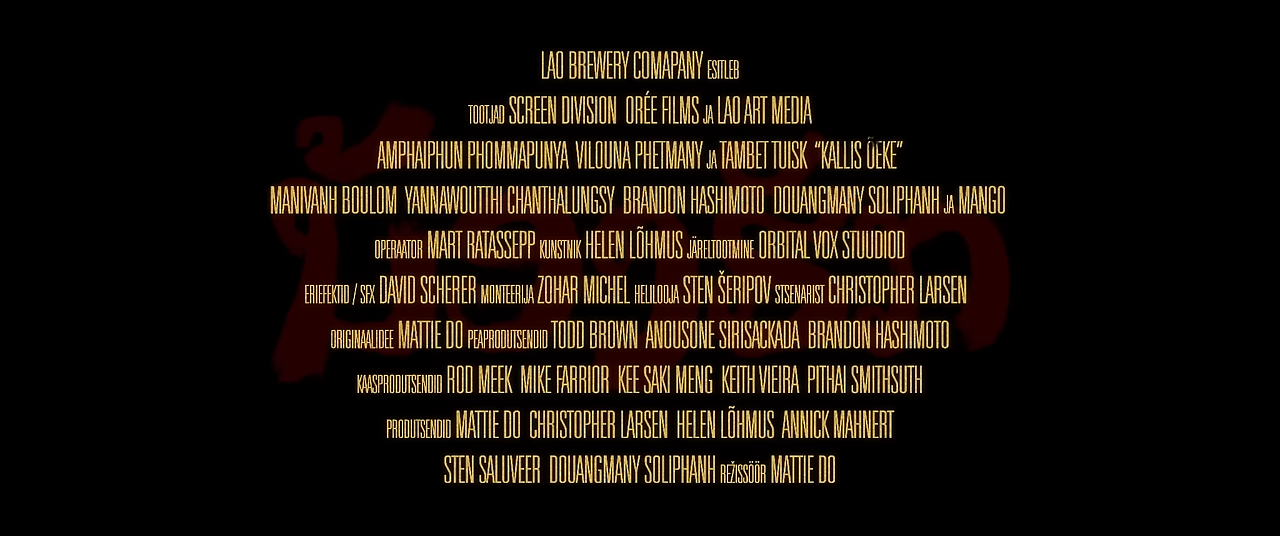 LAO BREWERY COMAPANY ESITLEB
TOOTJAD SCREEN DIVISION ORÉE FILMS JA LAO ART MEDIA
AMPHAIPHUN PHOMMAPUNYA VILOUNA PHETMANY JA TAMBET TUISK “KALLIS ÕEKE”
MANIVANH BOULOM YANNAWOUTTHI CHANTHALUNGSY BRANDON HASHIMOTO DOUANGMANY SOLIPHANH JA MANGO
OPERAATOR MART RATASSEPP KUNSTNIK HELEN LÕHMUS JÄRELTOOTMINE ORBITAL VOX STUUDIOD
ERIEFEKTID / SFX DAVID SCHERER MONTEERIJA ZOHAR MICHEL HELILOOJA STEN ŠERIPOV STSENARIST CHRISTOPHER LARSEN
ORIGINAALIDEE MATTIE DO PEAPRODUTSENDID TODD BROWN ANOUSONE SIRISACKADA BRANDON HASHIMOTO
KAASPRODUTSENDID ROD MEEK MIKE FARRIOR KEE SAKI MENG KEITH VIEIRA PITHAI SMITHSUTH
PRODUTSENDID MATTIE DO CHRISTOPHER LARSEN HELEN LÕHMUS ANNICK MAHNERT
STEN SALUVEER DOUANGMANY SOLIPHANH REŽISSÖÖR MATTIE DO